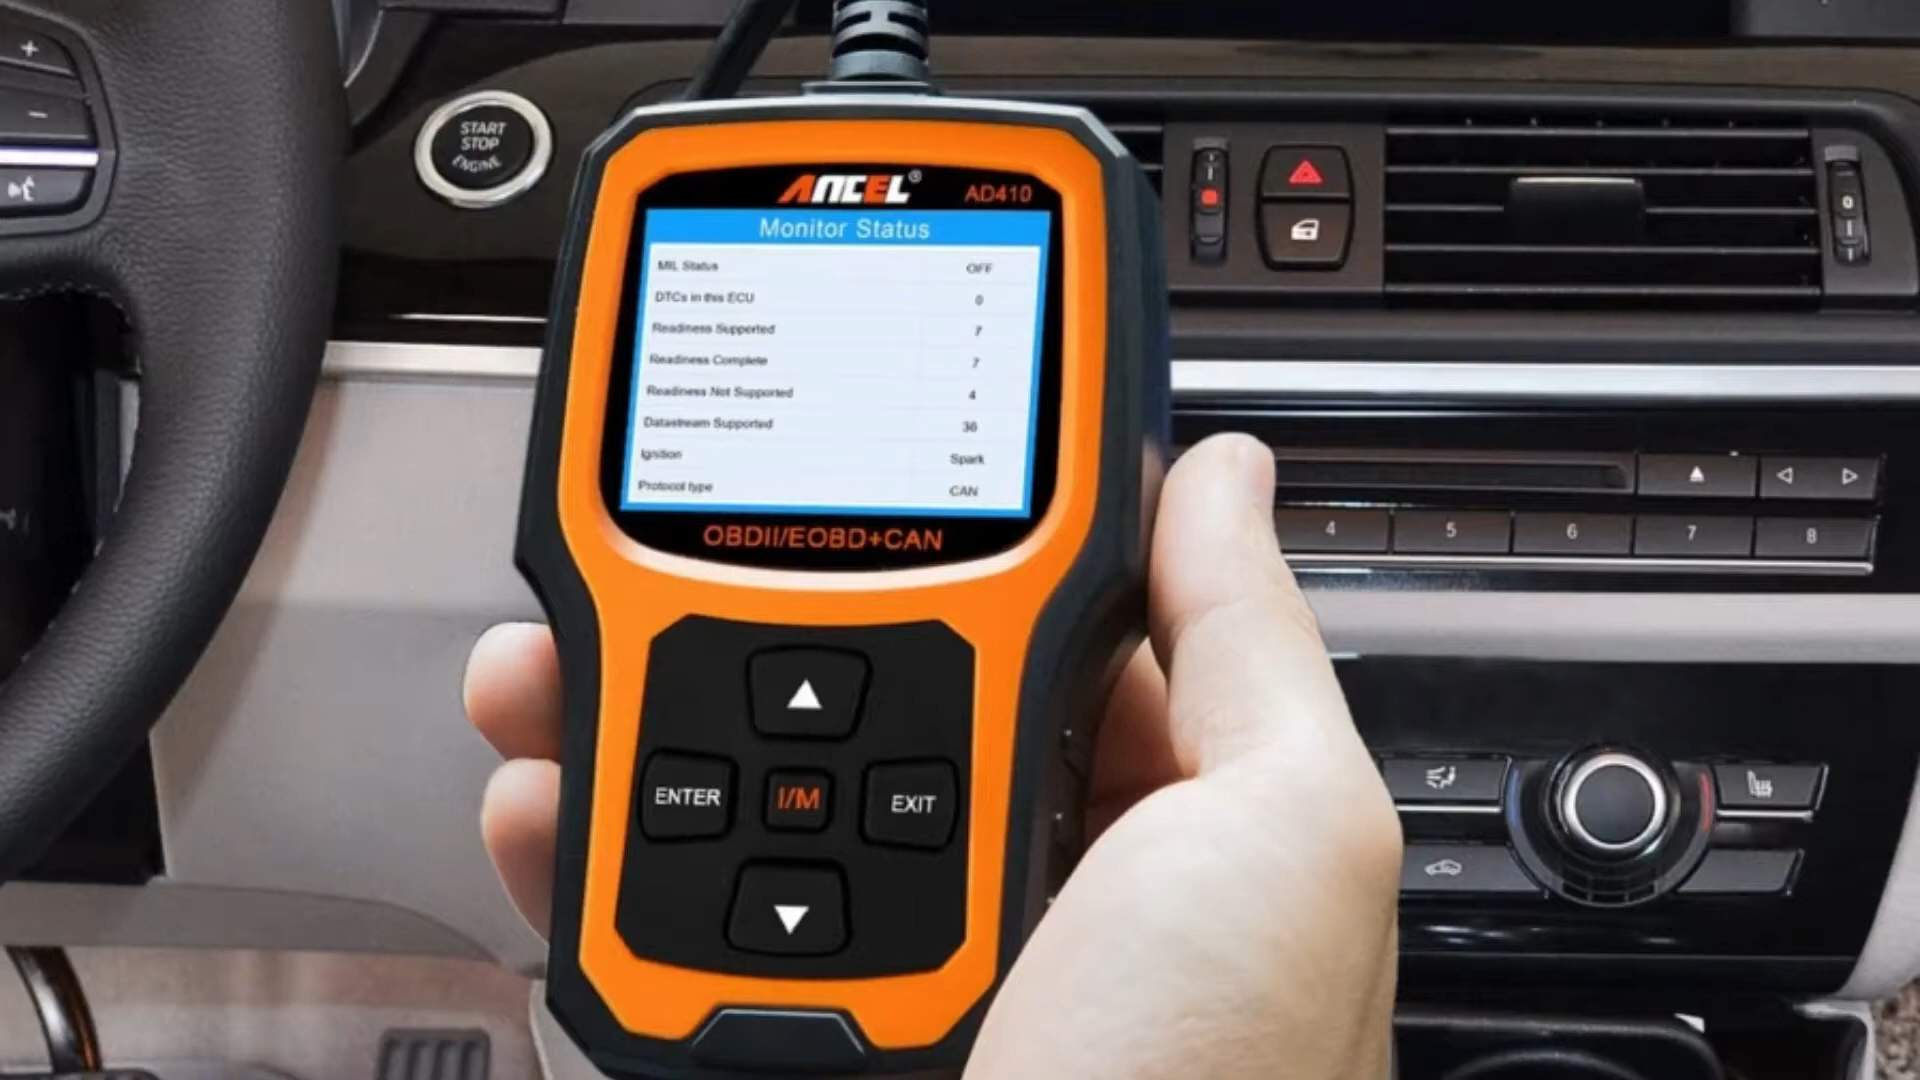 +
−
START
STOP
ENGINE
ANCEL® AD410
Monitor Status
MIL Status OFF
DTCs in this ECU 0
Readiness Supported 7
Readiness Complete 7
Readiness Not Supported 4
Datastream Supported 36
Ignition Spark
Protocol type CAN
OBDII/EOBD+CAN
ENTER I/M EXIT
4 5 6 7 8
0